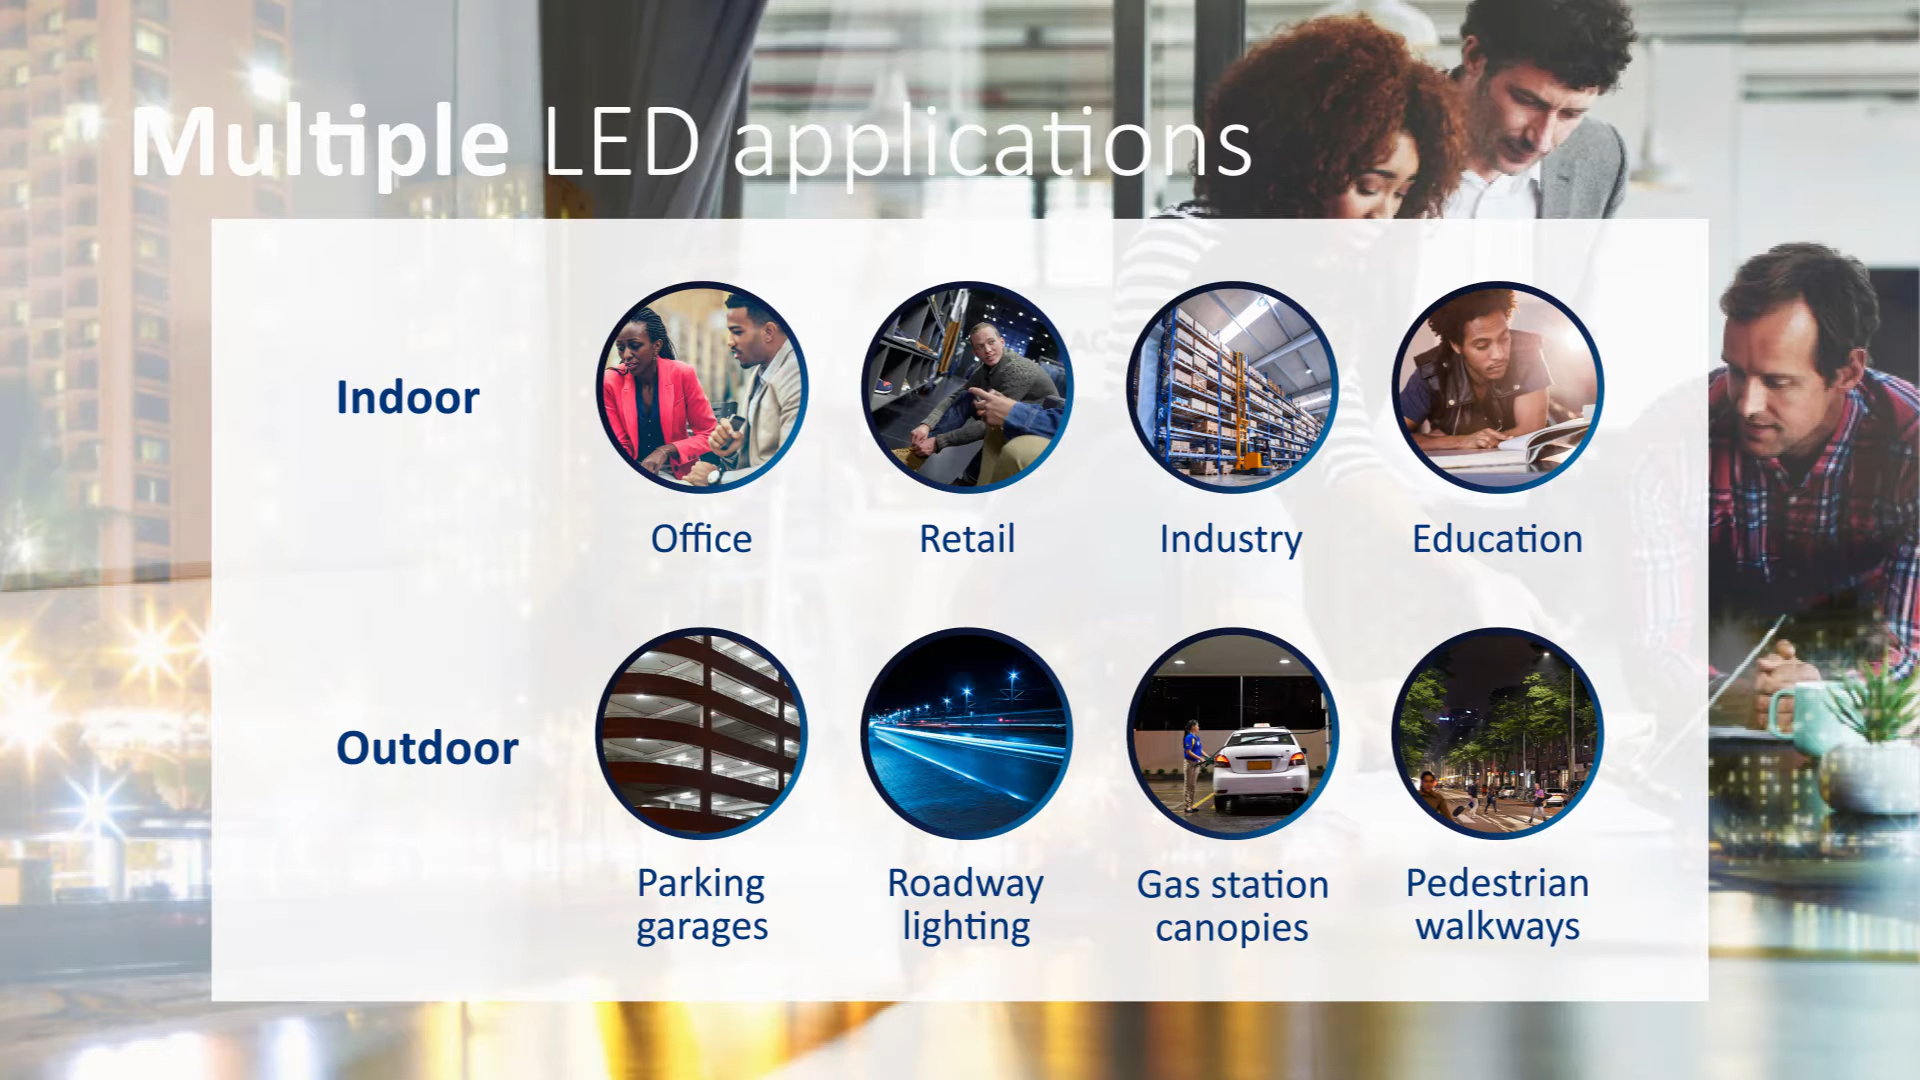 Multiple LED applications
Indoor
Office
Retail
Industry
Education
Outdoor
Parking
garages
Roadway
lighting
Gas station
canopies
Pedestrian
walkways